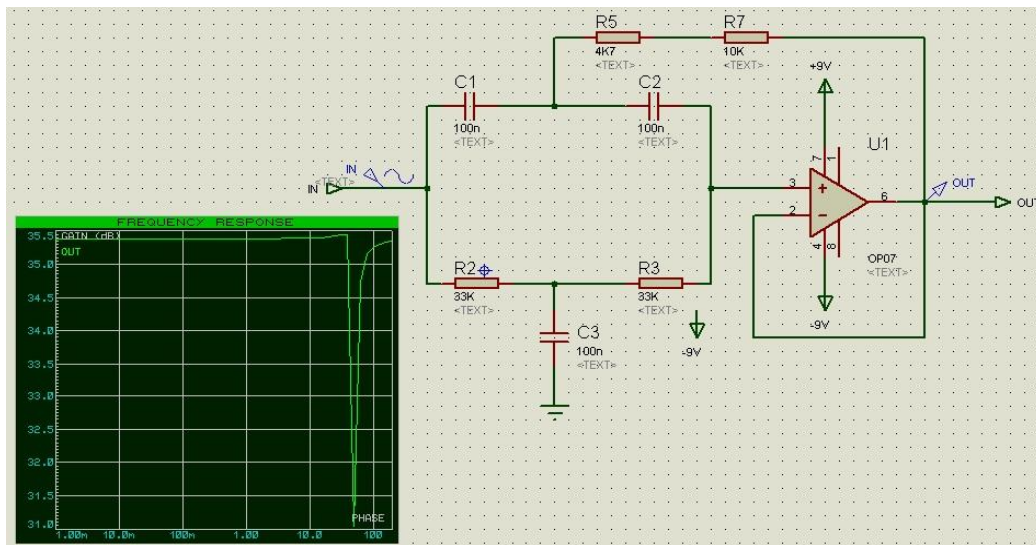 R5
R7
4K7
10K
<TEXT>
<TEXT>
+9V
C1
C2
100n
100n
<TEXT>
<TEXT>
U1
7
1
IN
<TEXT>
IN
3
2
6
OUT
OUT
4
8
OP07
<TEXT>
R2
R3
33K
33K
<TEXT>
<TEXT>
-9V
-9V
C3
100n
<TEXT>
FREQUENCY RESPONSE
GAIN (dB)
OUT
35.5
35.0
34.5
34.0
33.5
33.0
32.5
32.0
31.5
31.0
PHASE
1.00m
10.0m
100m
1.00
10.0
100